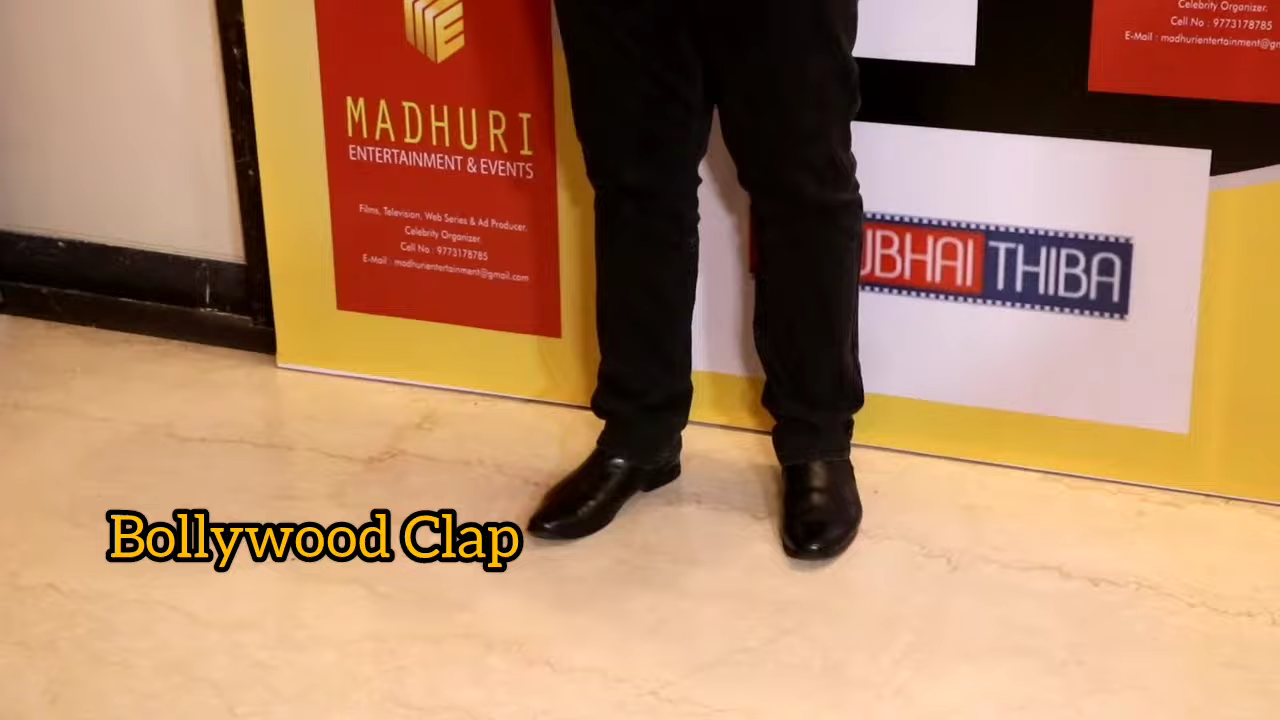 MADHURI
ENTERTAINMENT & EVENTS
Films, Television, Web Series & Ad Producer.
Celebrity Organizer.
Cell No : 9773178785
E-Mail : madhurientertainment@gmail.com
Celebrity Organizer.
Cell No : 9773178785
E-Mail : madhurientertainment@gm
UBHAI THIBA
Bollywood Clap